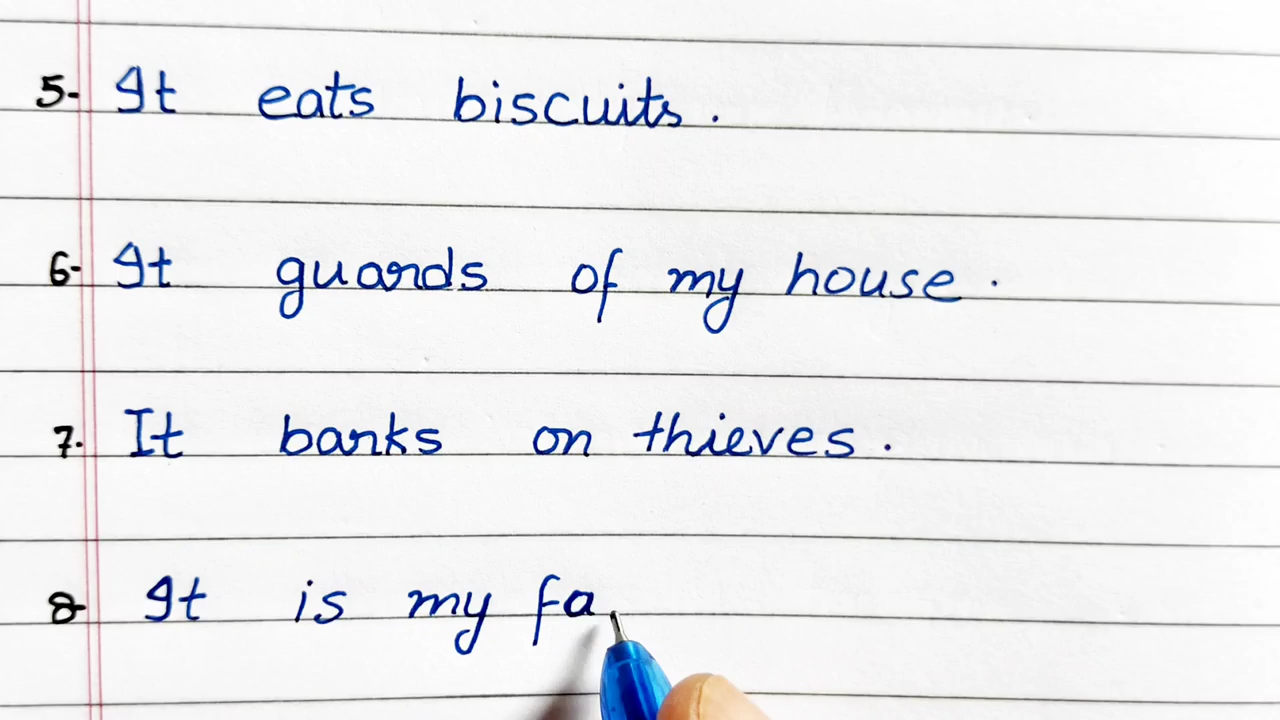 5- It eats biscuits.
6- It guards of my house.
7. It barks on thieves.
8- It is my fa